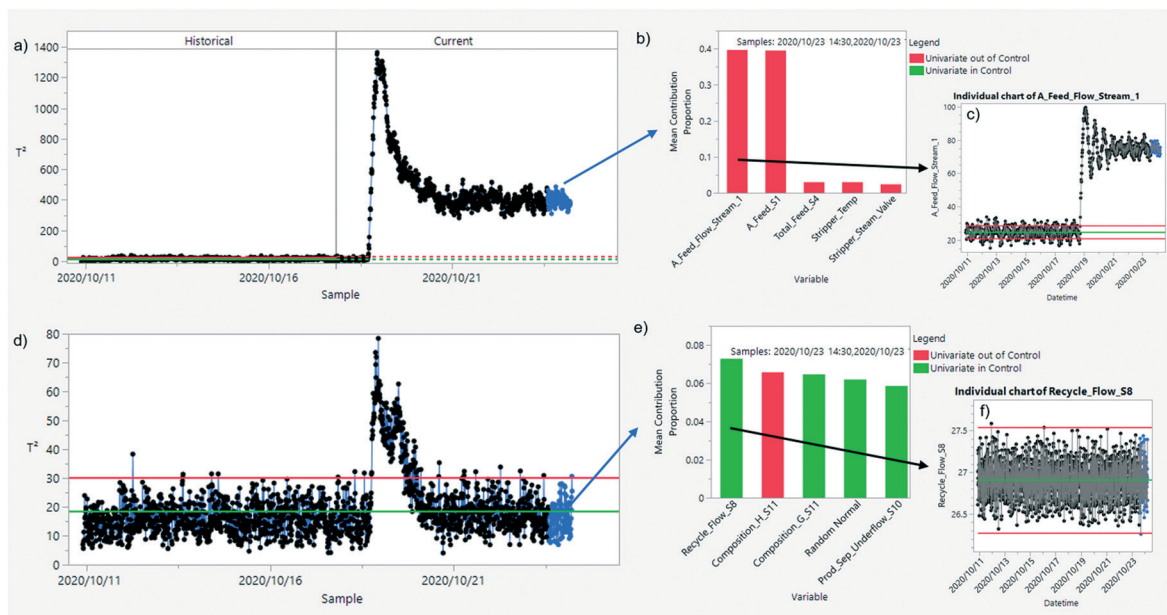 a)
Historical
Current
1400
1200
1000
800
600
400
200
0
T²
2020/10/11
2020/10/16
2020/10/21
Sample
b)
Samples: 2020/10/23 14:30,2020/10/23
Legend
Univariate out of Control
Univariate in Control
0.4
0.3
0.2
0.1
0
Mean Contribution
Proportion
A_Feed_Flow_Stream_1
A_Feed_S1
Total_Feed_S4
Stripper_Temp
Stripper_Steam_Valve
Variable
Individual chart of A_Feed_Flow_Stream_1
c)
100
80
60
40
20
A_Feed_Flow_Stream_1
2020/10/11
2020/10/13
2020/10/15
2020/10/17
2020/10/19
2020/10/21
2020/10/23
Datetime
d)
80
70
60
50
40
30
20
10
0
T²
2020/10/11
2020/10/16
2020/10/21
Sample
e)
Samples: 2020/10/23 14:30,2020/10/23
Legend
Univariate out of Control
Univariate in Control
0.08
0.06
0.04
0.02
0
Mean Contribution
Proportion
Recycle_Flow_S8
Composition_H_S11
Composition_G_S11
Random Normal
Prod_Sep_Underflow_S10
Variable
Individual chart of Recycle_Flow_S8
f)
27.5
27
26.5
Recycle_Flow_S8
2020/10/11
2020/10/13
2020/10/15
2020/10/17
2020/10/19
2020/10/21
2020/10/23
Datetime